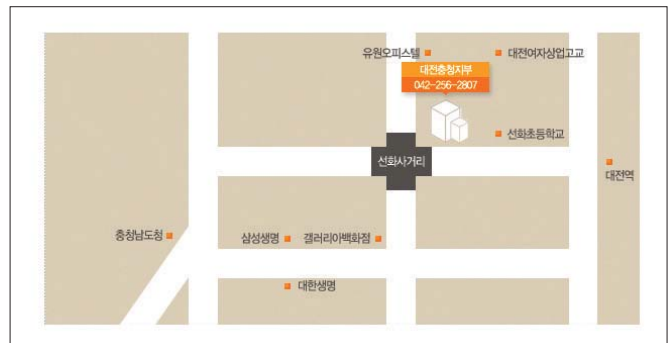 유원오피스텔
대전여자상업고교
대전충청지부
042-256-2807
선화초등학교
선화사거리
대전역
충청남도청
삼성생명
갤러리아백화점
대한생명